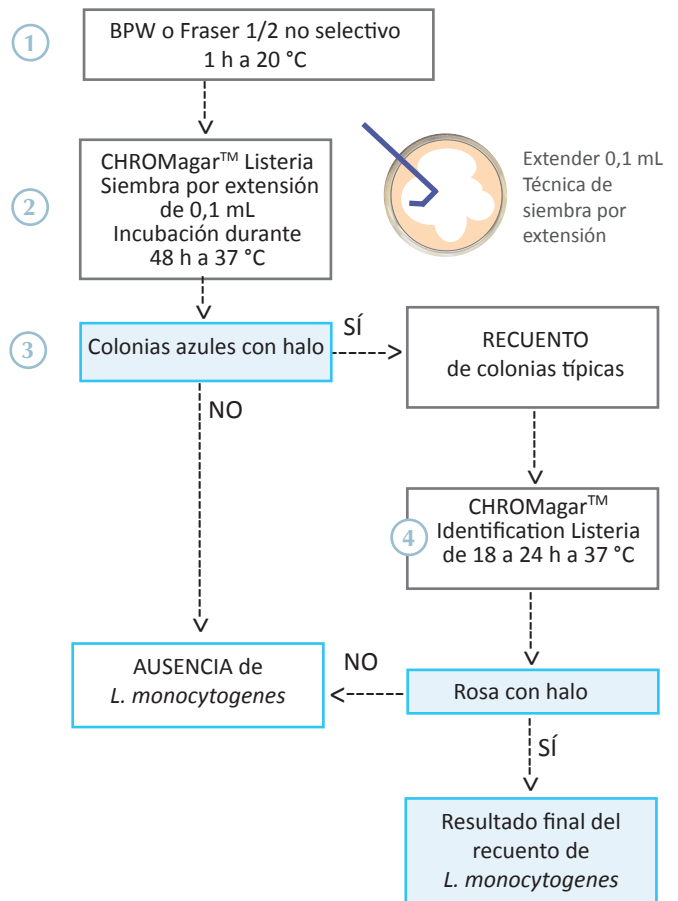 1
BPW o Fraser 1/2 no selectivo
1 h a 20 °C
2
CHROMagar™ Listeria
Siembra por extensión
de 0,1 mL
Incubación durante
48 h a 37 °C
Extender 0,1 mL
Técnica de
siembra por
extensión
3
Colonias azules con halo
SÍ
RECUENTO
de colonias típicas
NO
4
CHROMagar™
Identification Listeria
de 18 a 24 h a 37 °C
AUSENCIA de
L. monocytogenes
NO
Rosa con halo
SÍ
Resultado final del
recuento de
L. monocytogenes